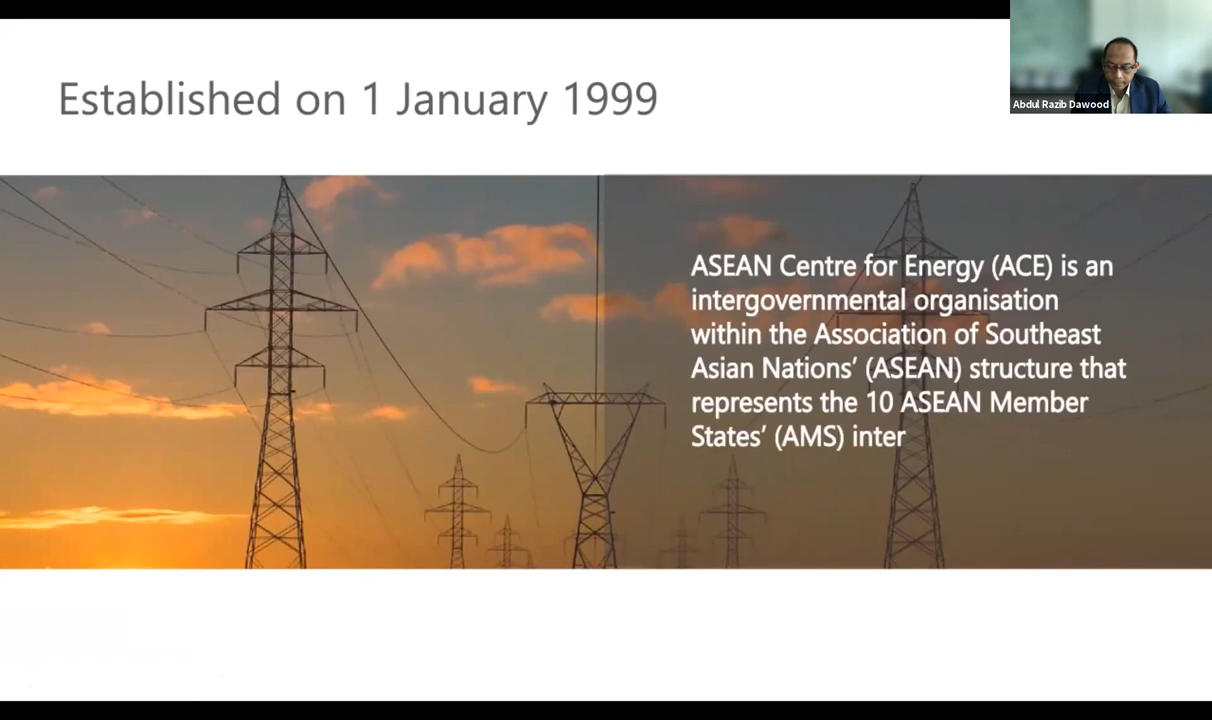 Established on 1 January 1999
Abdul Razib Dawood
ASEAN Centre for Energy (ACE) is an
intergovernmental organisation
within the Association of Southeast
Asian Nations’ (ASEAN) structure that
represents the 10 ASEAN Member
States’ (AMS) inter